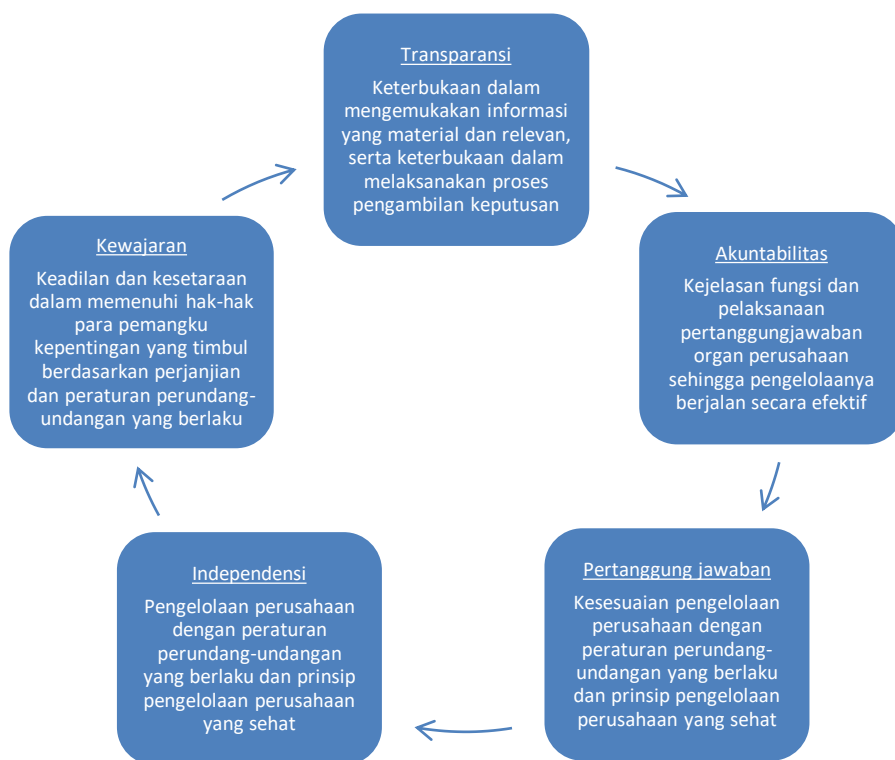 Transparansi
Keterbukaan dalam
mengemukakan informasi
yang material dan relevan,
serta keterbukaan dalam
melaksanakan proses
pengambilan keputusan
Akuntabilitas
Kejelasan fungsi dan
pelaksanaan
pertanggungjawaban
organ perusahaan
sehingga pengelolaanya
berjalan secara efektif
Pertanggung jawaban
Kesesuaian pengelolaan
perusahaan dengan
peraturan perundang-
undangan yang berlaku
dan prinsip pengelolaan
perusahaan yang sehat
Independensi
Pengelolaan perusahaan
dengan peraturan
perundang-undangan
yang berlaku dan prinsip
pengelolaan perusahaan
yang sehat
Kewajaran
Keadilan dan kesetaraan
dalam memenuhi hak-hak
para pemangku
kepentingan yang timbul
berdasarkan perjanjian
dan peraturan perundang-
undangan yang berlaku